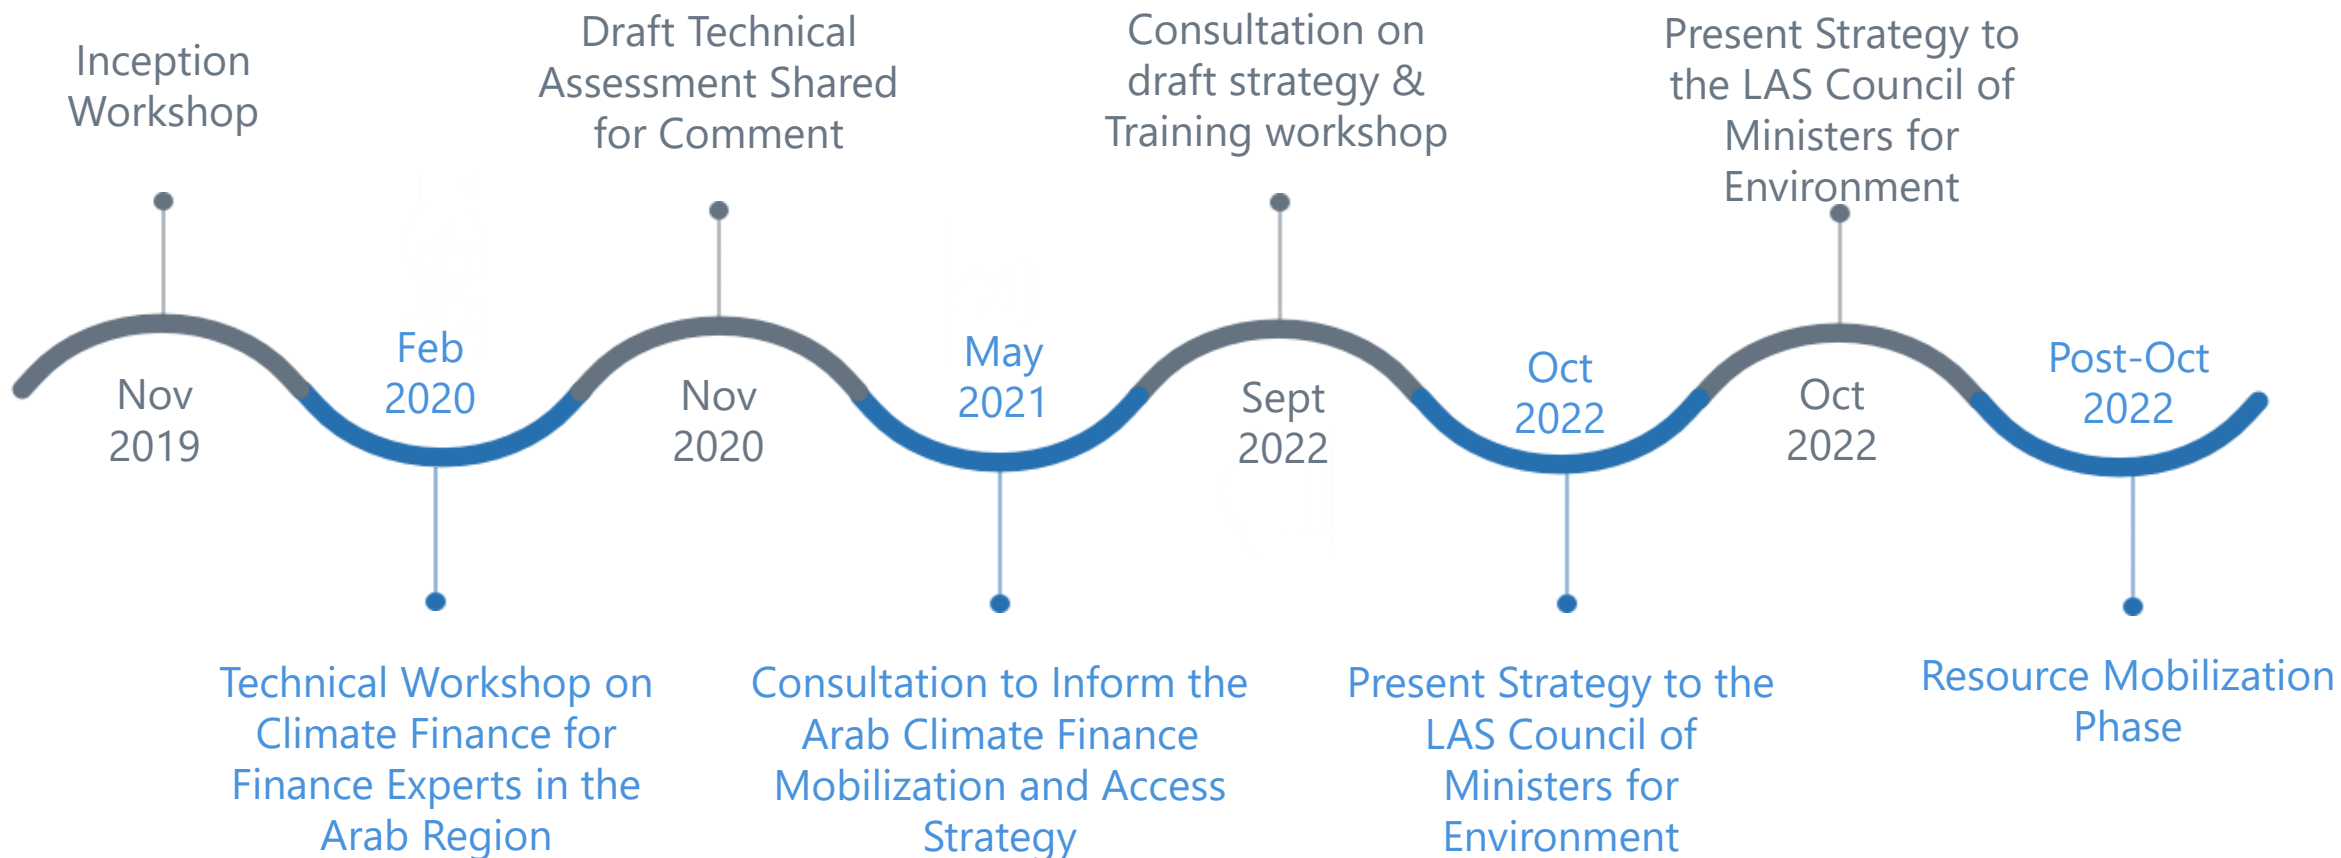 Inception
Workshop
Nov
2019
Feb
2020
Technical Workshop on
Climate Finance for
Finance Experts in the
Arab Region
Draft Technical
Assessment Shared
for Comment
Nov
2020
May
2021
Consultation to Inform the
Arab Climate Finance
Mobilization and Access
Strategy
Consultation on
draft strategy &
Training workshop
Sept
2022
Oct
2022
Present Strategy to the
LAS Council of
Ministers for
Environment
Present Strategy to
the LAS Council of
Ministers for
Environment
Oct
2022
Post-Oct
2022
Resource Mobilization
Phase